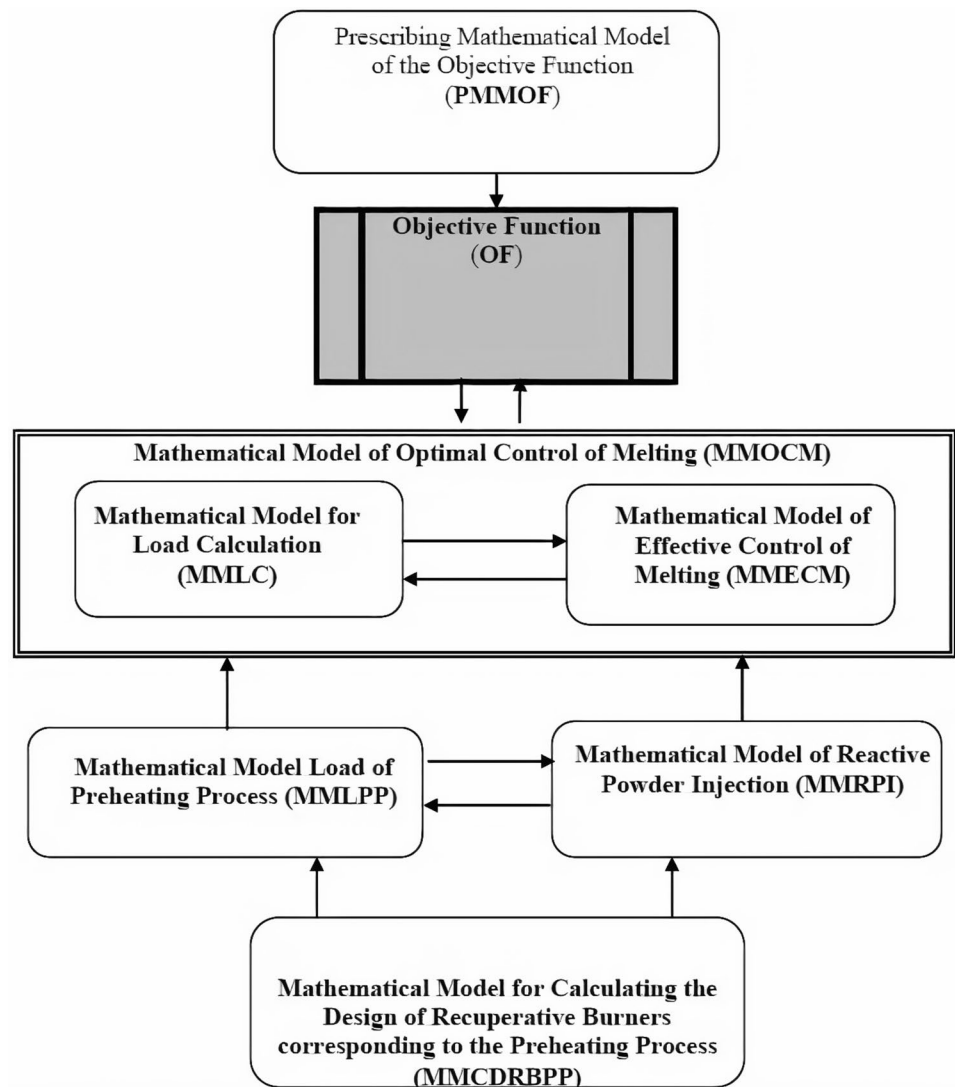 Prescribing Mathematical Model
of the Objective Function
(PMMOF)
Objective Function
(OF)
Mathematical Model of Optimal Control of Melting (MMOCM)
Mathematical Model for
Load Calculation
(MMLC)
Mathematical Model of
Effective Control of
Melting (MMECM)
Mathematical Model Load of
Preheating Process (MMLPP)
Mathematical Model of Reactive
Powder Injection (MMRPI)
Mathematical Model for Calculating the
Design of Recuperative Burners
corresponding to the Preheating Process
(MMCDRBPP)